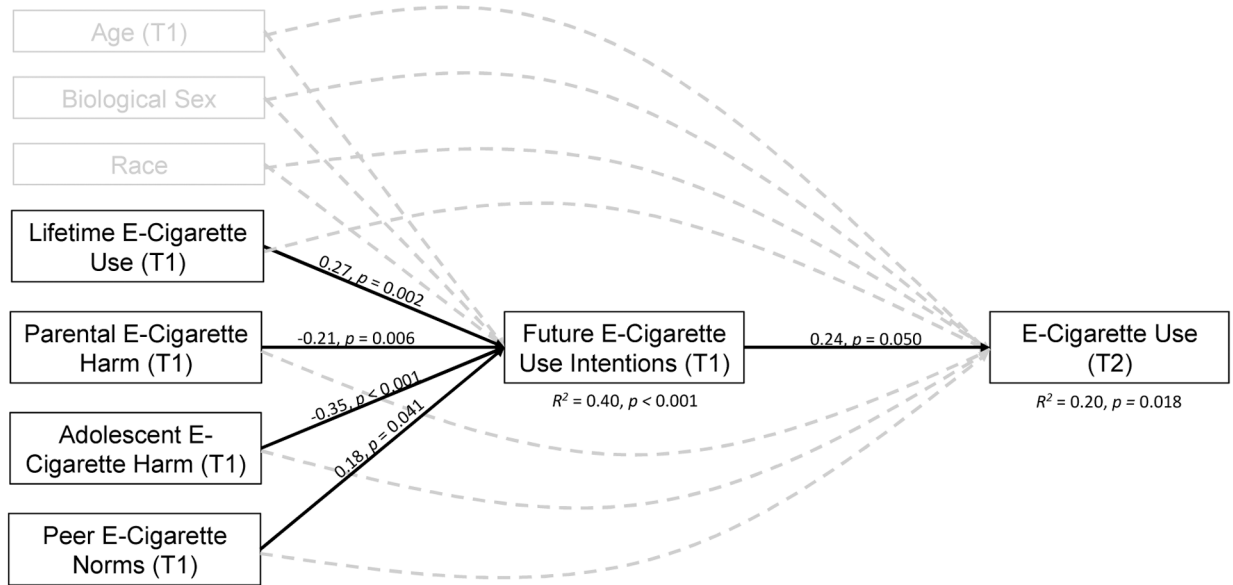 Age (T1)
Biological Sex
Race
Lifetime E-Cigarette
Use (T1)
0.27, p = 0.002
Parental E-Cigarette
Harm (T1)
-0.21, p = 0.006
Future E-Cigarette
Use Intentions (T1)
0.24, p = 0.050
E-Cigarette Use
(T2)
R² = 0.40, p < 0.001
R² = 0.20, p = 0.018
-0.35, p < 0.001
Adolescent E-
Cigarette Harm (T1)
0.18, p = 0.041
Peer E-Cigarette
Norms (T1)